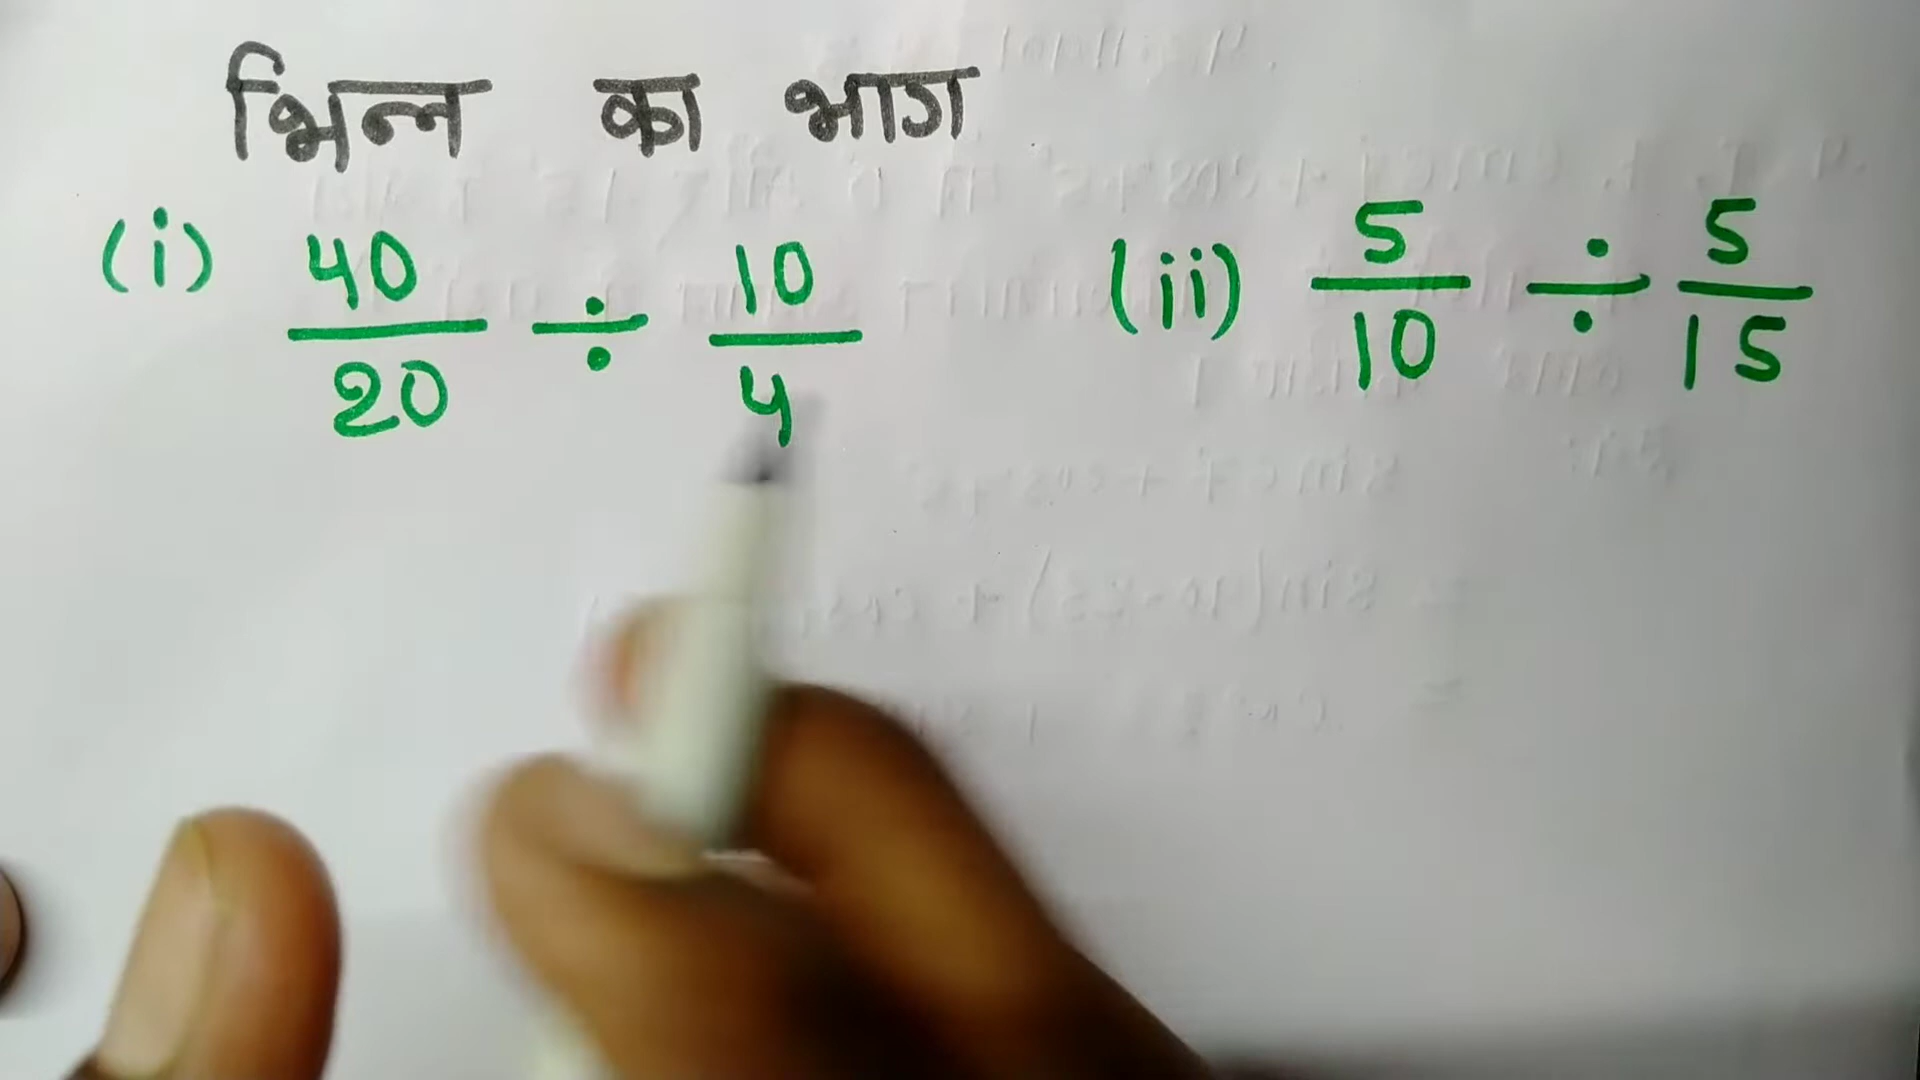 भिन्न का भाग
(i) 40/20 ÷ 10/4 (ii) 5/10 ÷ 5/15